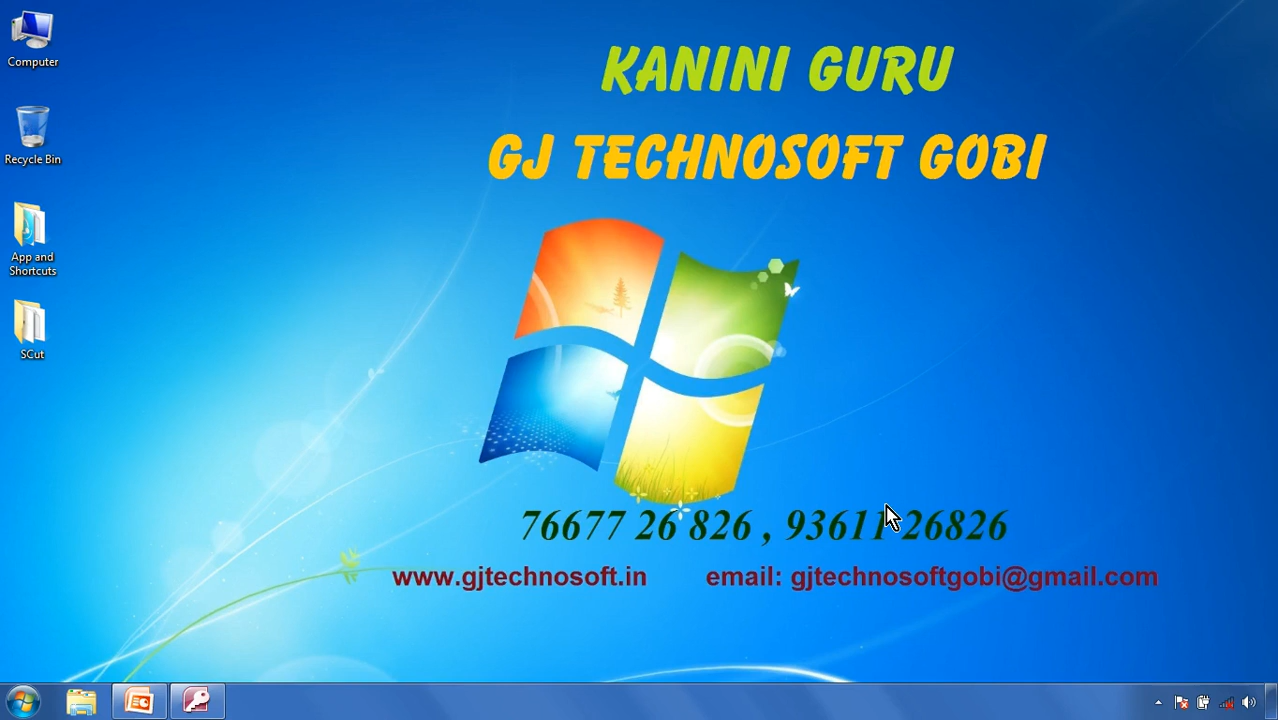 Computer
Recycle Bin
App and
Shortcuts
SCut
KANINI GURU
GJ TECHNOSOFT GOBI
76677 26 826 , 93611 26826
www.gjtechnosoft.in email: gjtechnosoftgobi@gmail.com